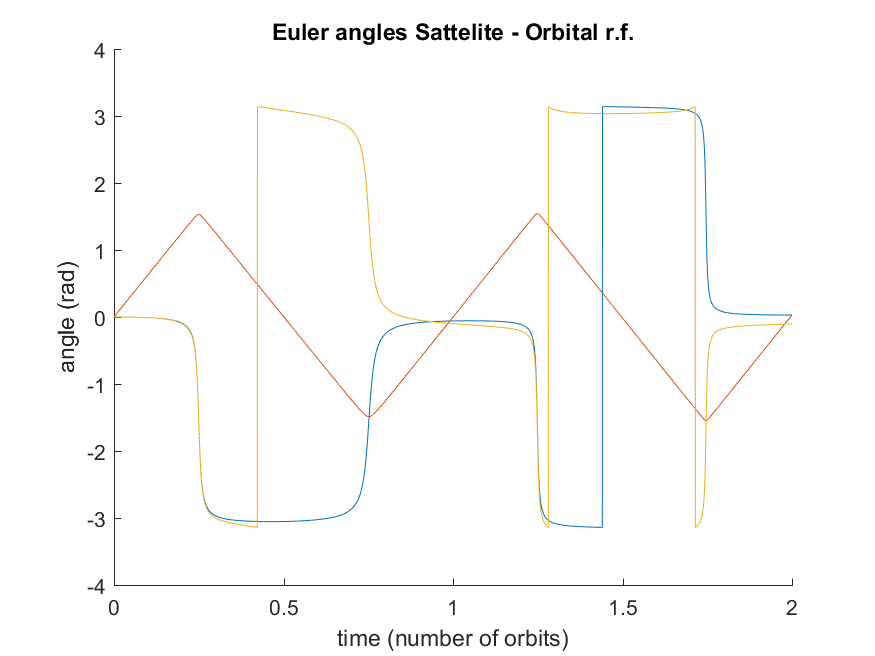 Euler angles Sattelite - Orbital r.f.
4
3
2
1
0
-1
-2
-3
-4
angle (rad)
0 0.5 1 1.5 2
time (number of orbits)